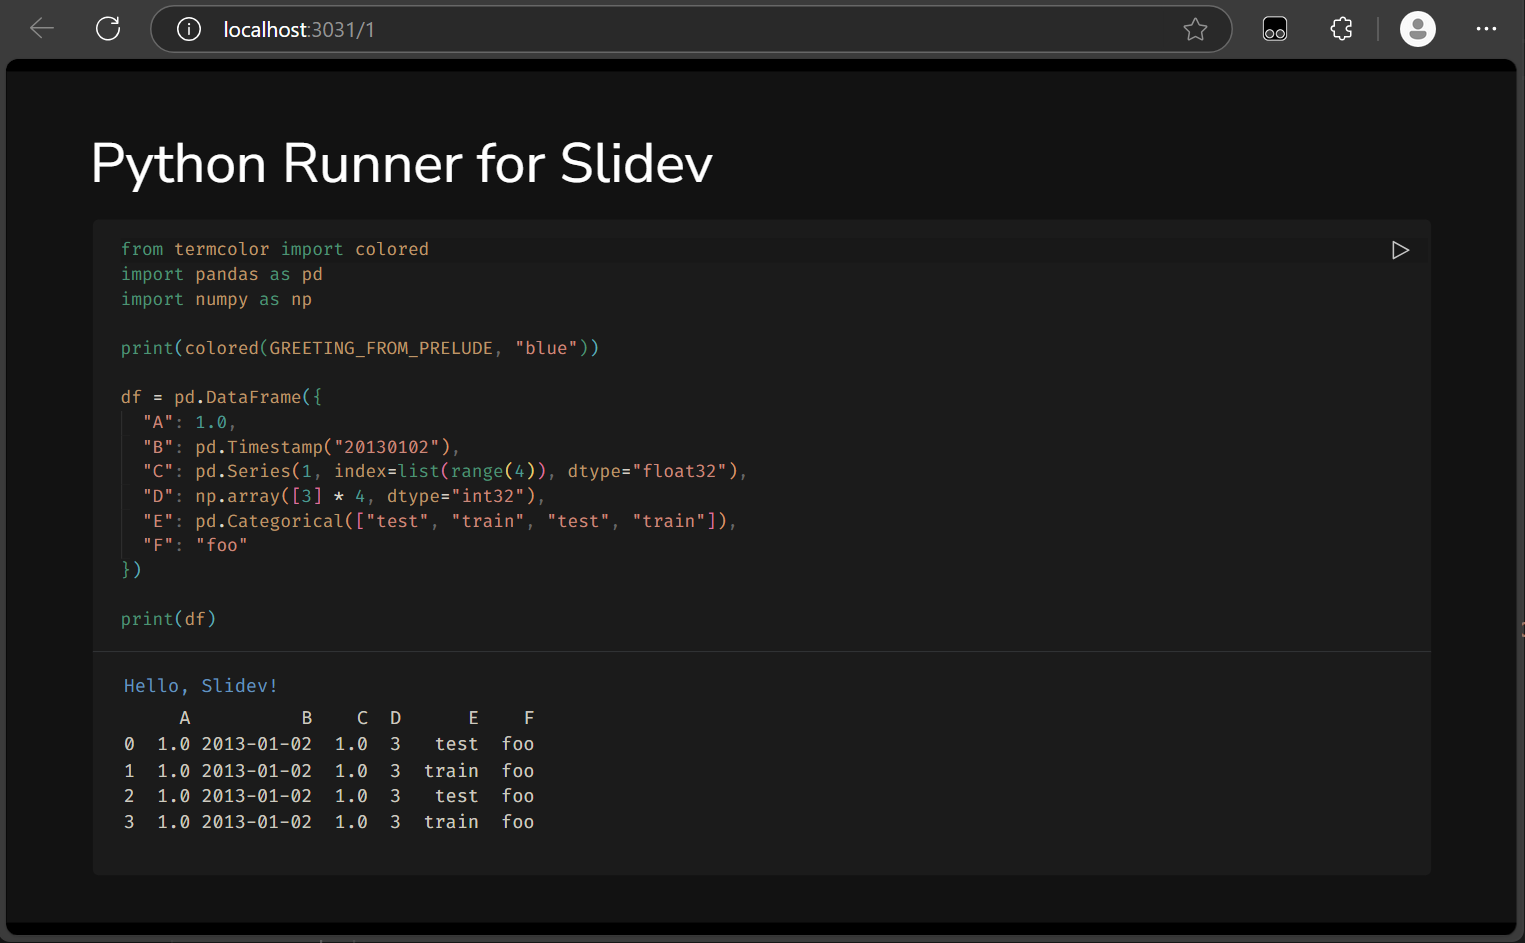 localhost:3031/1
Python Runner for Slidev
from termcolor import colored
import pandas as pd
import numpy as np
print(colored(GREETING_FROM_PRELUDE, "blue"))
df = pd.DataFrame({
  "A": 1.0,
  "B": pd.Timestamp("20130102"),
  "C": pd.Series(1, index=list(range(4)), dtype="float32"),
  "D": np.array([3] * 4, dtype="int32"),
  "E": pd.Categorical(["test", "train", "test", "train"]),
  "F": "foo"
})
print(df)
Hello, Slidev!
     A          B    C  D      E    F
0  1.0 2013-01-02  1.0  3   test  foo
1  1.0 2013-01-02  1.0  3  train  foo
2  1.0 2013-01-02  1.0  3   test  foo
3  1.0 2013-01-02  1.0  3  train  foo